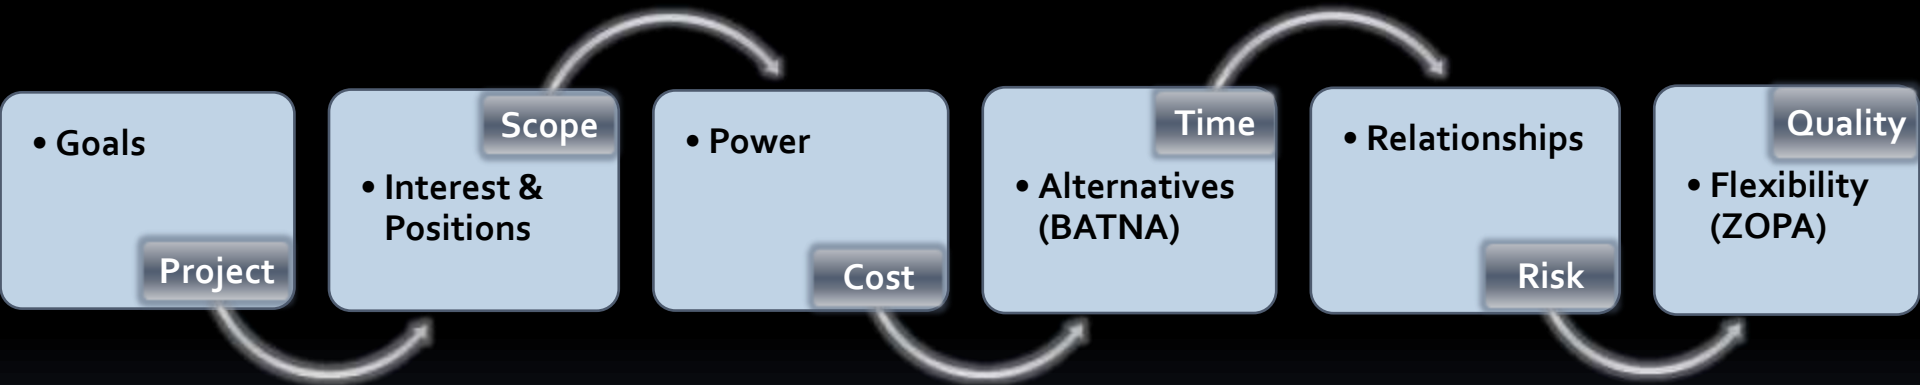 • Goals
Project
Scope
• Interest &
Positions
• Power
Cost
Time
• Alternatives
(BATNA)
• Relationships
Risk
Quality
• Flexibility
(ZOPA)